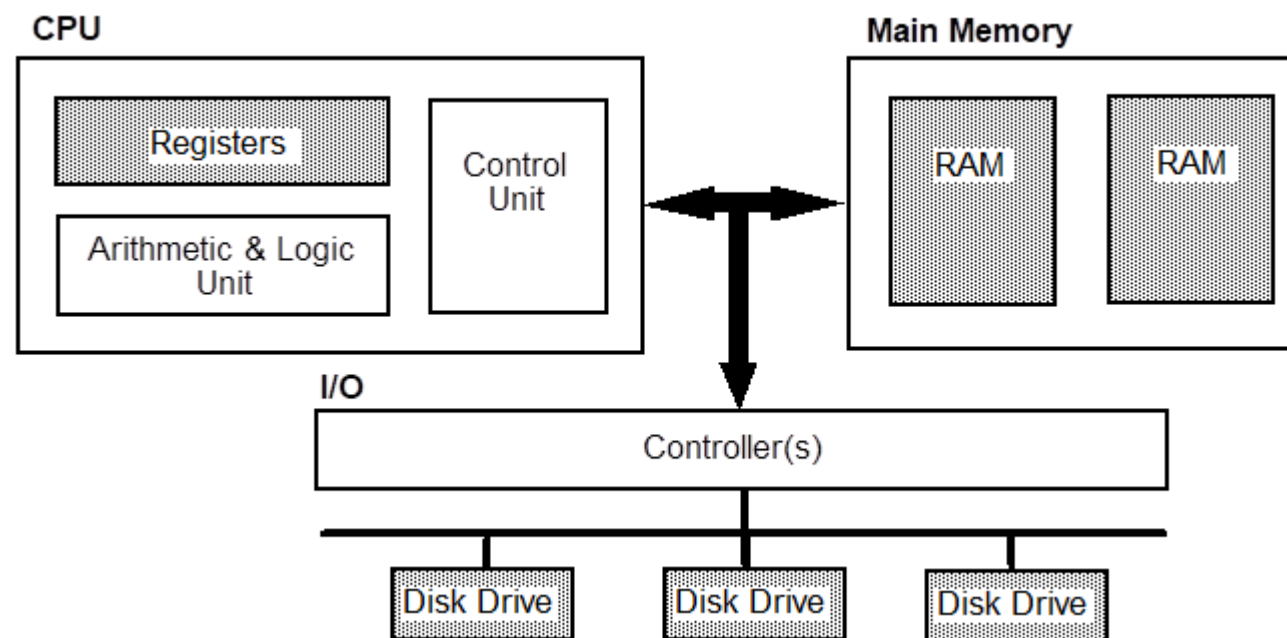 CPU
Main Memory
Registers
Control
Unit
Arithmetic & Logic
Unit
RAM
RAM
I/O
Controller(s)
Disk Drive
Disk Drive
Disk Drive